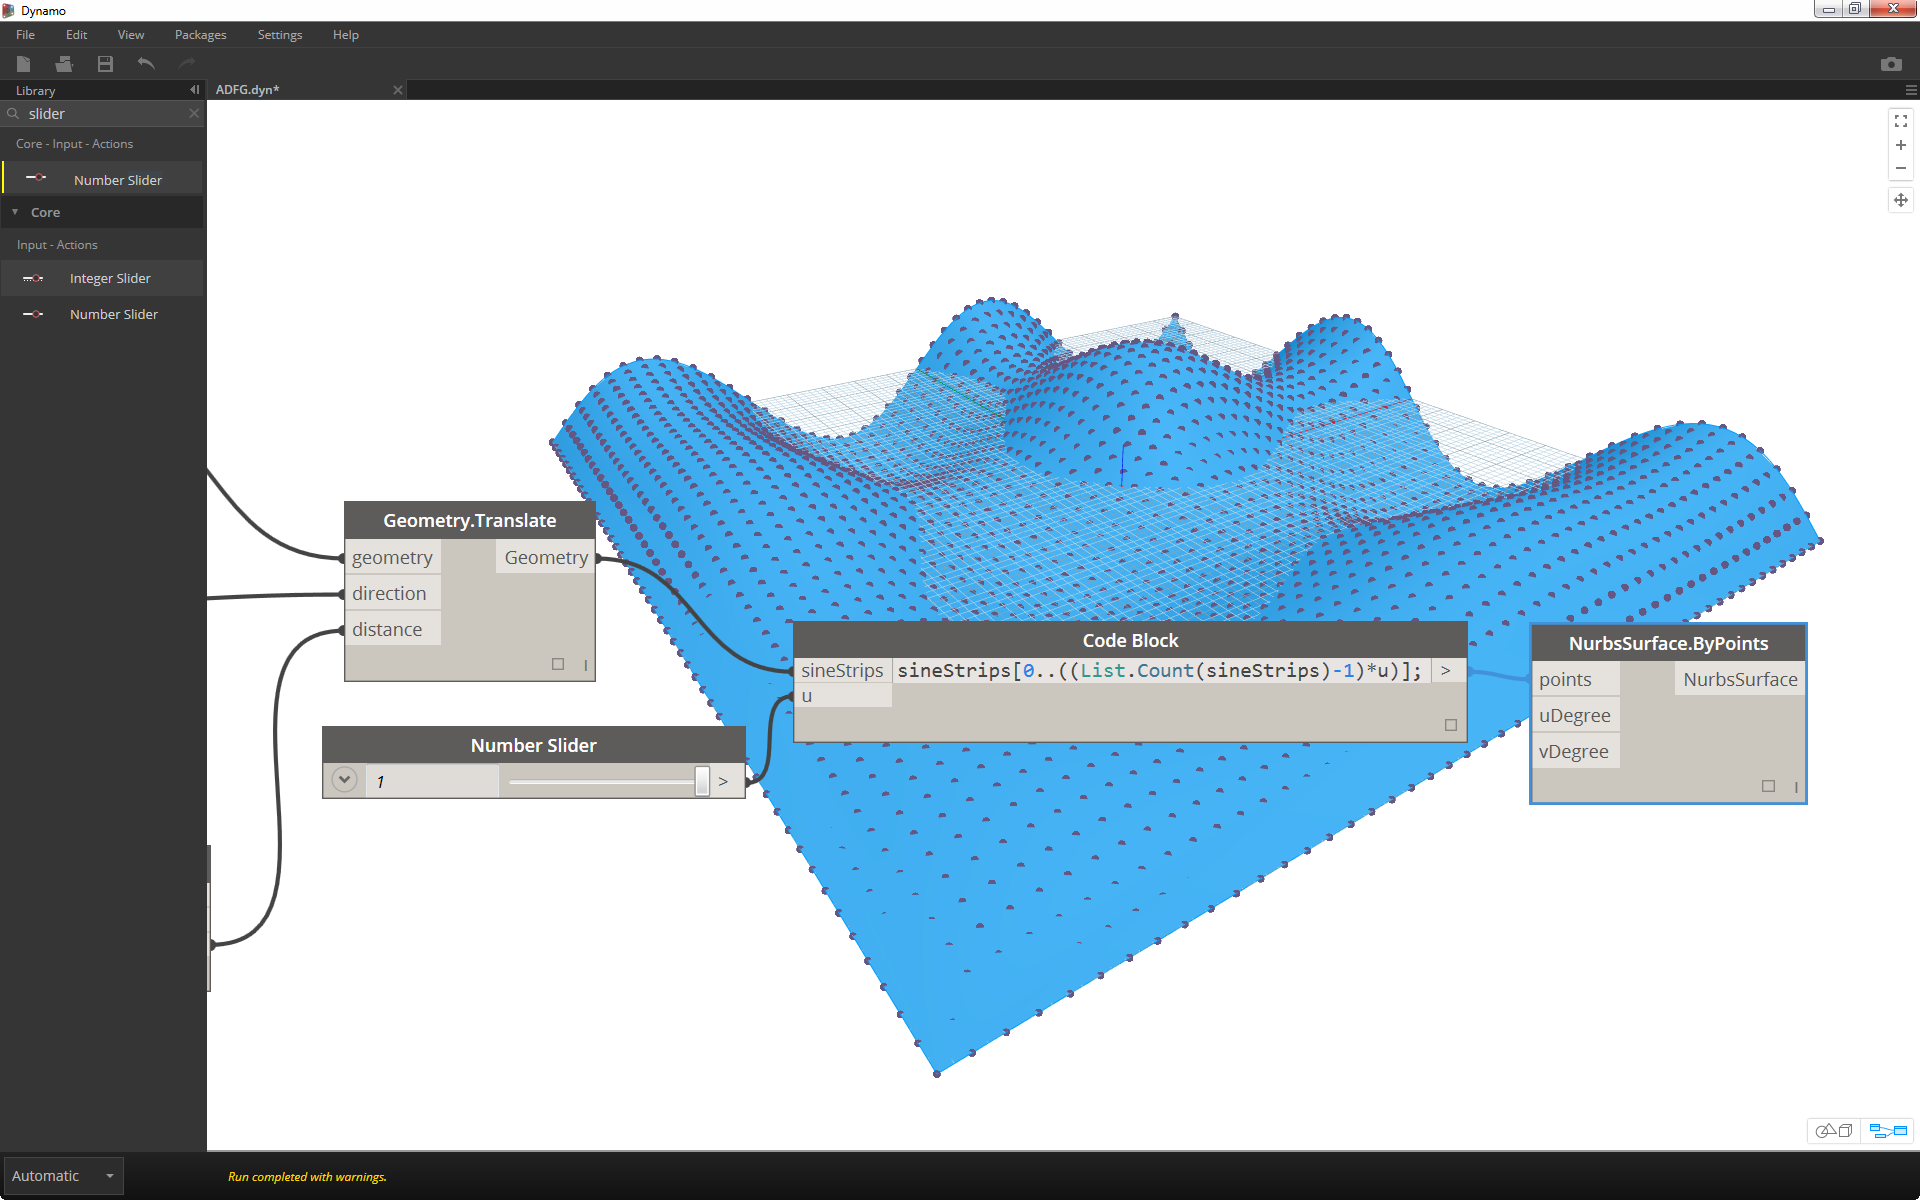 Dynamo
File Edit View Packages Settings Help
Library
ADFG.dyn*
slider
Core - Input - Actions
Number Slider
Core
Input - Actions
Integer Slider
Number Slider
Geometry.Translate
geometry Geometry
direction
distance
Code Block
sineStrips sineStrips[0..((List.Count(sineStrips)-1)*u)]; >
u
NurbsSurface.ByPoints
points NurbsSurface
uDegree
vDegree
Number Slider
1 >
Automatic
Run completed with warnings.